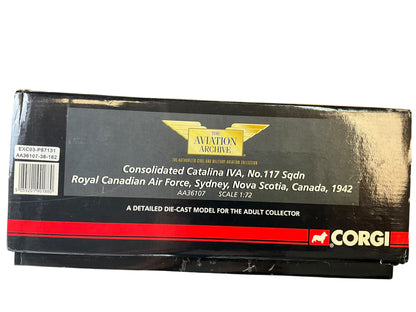 EXC03-P87131
AA36107-38-162
THE
AVIATION
ARCHIVE
THE AUTHORIZED CIVIL AND MILITARY AVIATION COLLECTION
Consolidated Catalina IVA, No.117 Sqdn
Royal Canadian Air Force, Sydney, Nova Scotia, Canada, 1942
AA36107 SCALE 1:72
A DETAILED DIE-CAST MODEL FOR THE ADULT COLLECTOR
CORGI